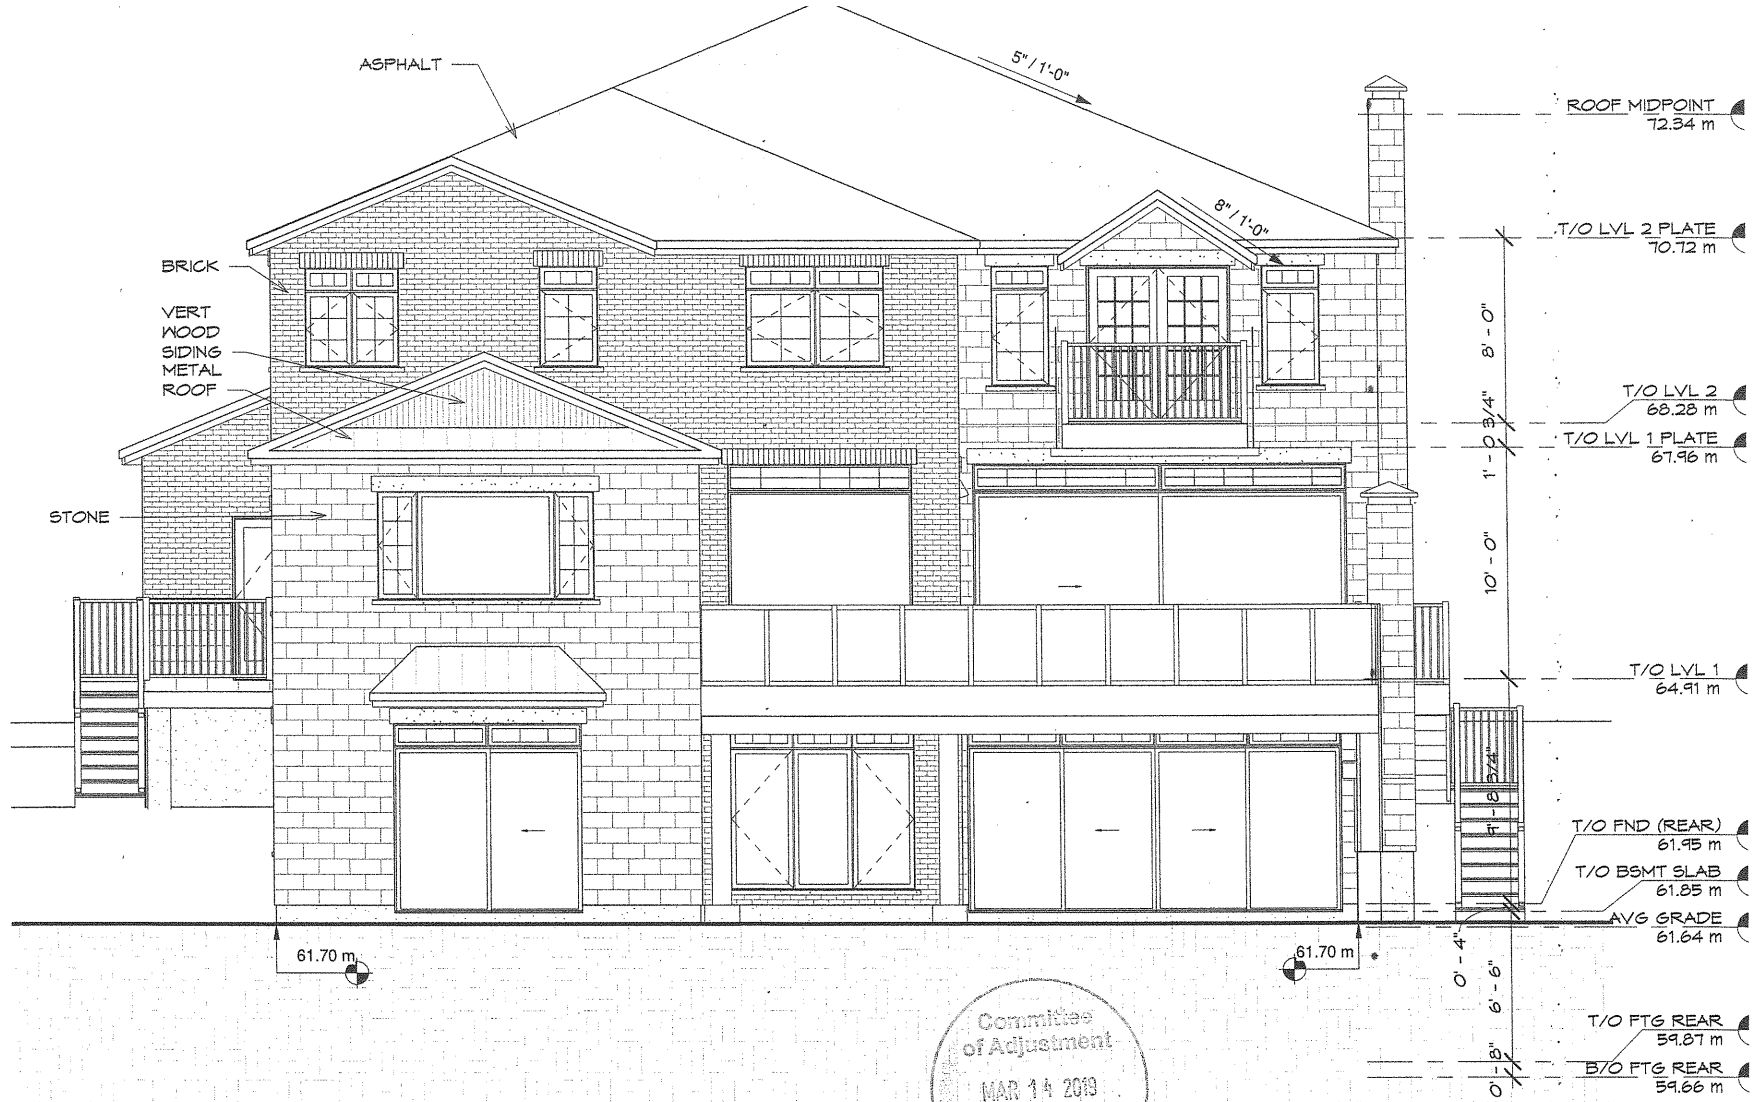 ASPHALT
5" / 1'-0"
ROOF MIDPOINT
72.34 m
8" / 1'-0"
T/O LVL 2 PLATE
70.72 m
BRICK
VERT
WOOD
SIDING
METAL
ROOF
8' - 0"
T/O LVL 2
68.28 m
1' - 0 3/4"
T/O LVL 1 PLATE
67.96 m
STONE
10' - 0"
T/O LVL 1
64.91 m
9' - 8 3/4"
T/O FND (REAR)
61.95 m
T/O BSMT SLAB
61.85 m
AVG GRADE
61.64 m
61.70 m
61.70 m
0' - 4"
6' - 6"
T/O FTG REAR
59.87 m
0' - 8"
B/O FTG REAR
59.66 m
Committee
of Adjustment
MAR 14 2019